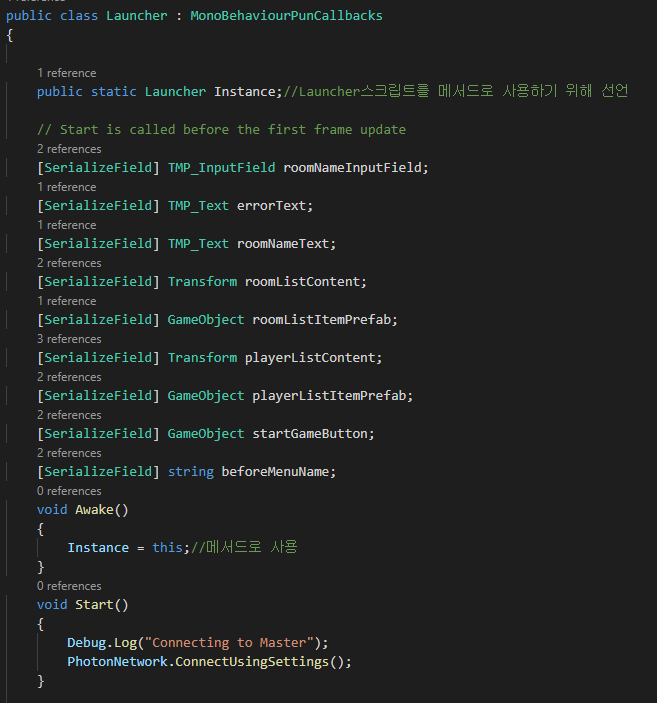 public class Launcher : MonoBehaviourPunCallbacks
{
1 reference
public static Launcher Instance;//Launcher스크립트를 메서드로 사용하기 위해 선언
// Start is called before the first frame update
2 references
[SerializeField] TMP_InputField roomNameInputField;
1 reference
[SerializeField] TMP_Text errorText;
1 reference
[SerializeField] TMP_Text roomNameText;
2 references
[SerializeField] Transform roomListContent;
1 reference
[SerializeField] GameObject roomListItemPrefab;
3 references
[SerializeField] Transform playerListContent;
2 references
[SerializeField] GameObject playerListItemPrefab;
2 references
[SerializeField] GameObject startGameButton;
2 references
[SerializeField] string beforeMenuName;
0 references
void Awake()
{
Instance = this;//메서드로 사용
}
0 references
void Start()
{
Debug.Log("Connecting to Master");
PhotonNetwork.ConnectUsingSettings();
}